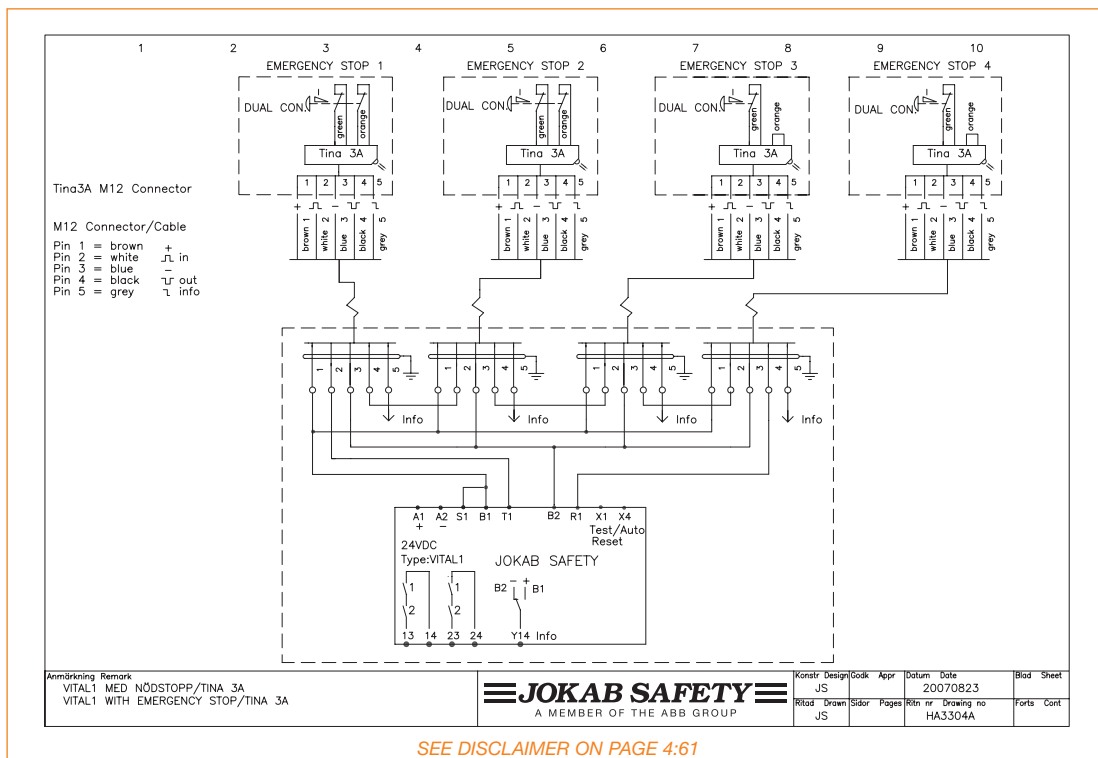 1 2 3 4 5 6 7 8 9 10
EMERGENCY STOP 1 EMERGENCY STOP 2 EMERGENCY STOP 3 EMERGENCY STOP 4
DUAL CON. DUAL CON. DUAL CON. DUAL CON.
green orange green orange green orange green orange
Tina 3A Tina 3A Tina 3A Tina 3A
1 2 3 4 5 1 2 3 4 5 1 2 3 4 5 1 2 3 4 5
Tina3A M12 Connector
+ - + - + - + -
brown 1 white 2 blue 3 black 4 grey 5 brown 1 white 2 blue 3 black 4 grey 5 brown 1 white 2 blue 3 black 4 grey 5 brown 1 white 2 blue 3 black 4 grey 5
M12 Connector/Cable
Pin 1 = brown +
Pin 2 = white in
Pin 3 = blue -
Pin 4 = black out
Pin 5 = grey info
1 2 3 4 5 1 2 3 4 5 1 2 3 4 5 1 2 3 4 5
Info Info Info Info
A1 A2 S1 B1 T1 B2 R1 X1 X4
+ - Test/Auto
Reset
24VDC
Type:VITAL1 JOKAB SAFETY
1 1 B2 - + B1
2 2
13 14 23 24 Y14 Info
Anmärkning Remark
VITAL1 MED NÖDSTOPP/TINA 3A
VITAL1 WITH EMERGENCY STOP/TINA 3A
JOKAB SAFETY
A MEMBER OF THE ABB GROUP
Konstr Design Godk Appr Datum Date Blad Sheet
JS 20070823
Ritad Drawn Sidor Pages Ritn nr Drawing no Forts Cont
JS HA3304A
SEE DISCLAIMER ON PAGE 4:61